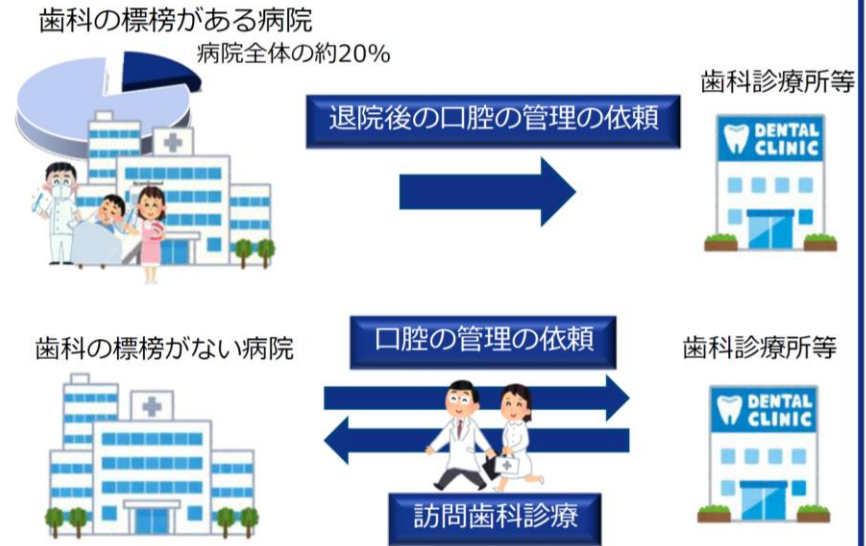 歯科の標榜がある病院
病院全体の約20%
退院後の口腔の管理の依頼
歯科診療所等
DENTAL
CLINIC
歯科の標榜がない病院
口腔の管理の依頼
歯科診療所等
DENTAL
CLINIC
訪問歯科診療